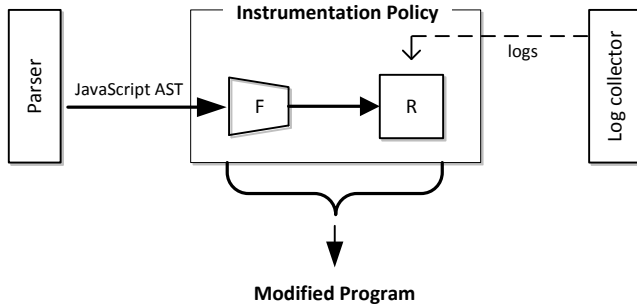 Instrumentation Policy
Parser
JavaScript AST
F
R
logs
Log collector
Modified Program